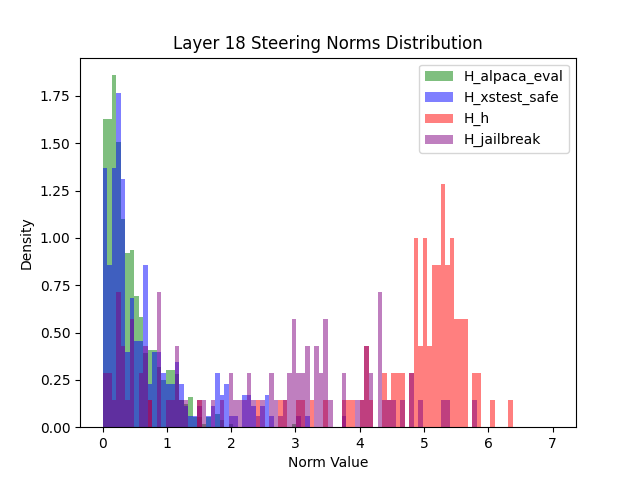 Layer 18 Steering Norms Distribution
H_alpaca_eval
H_xstest_safe
H_h
H_jailbreak
Density
1.75
1.50
1.25
1.00
0.75
0.50
0.25
0.00
0 1 2 3 4 5 6 7
Norm Value